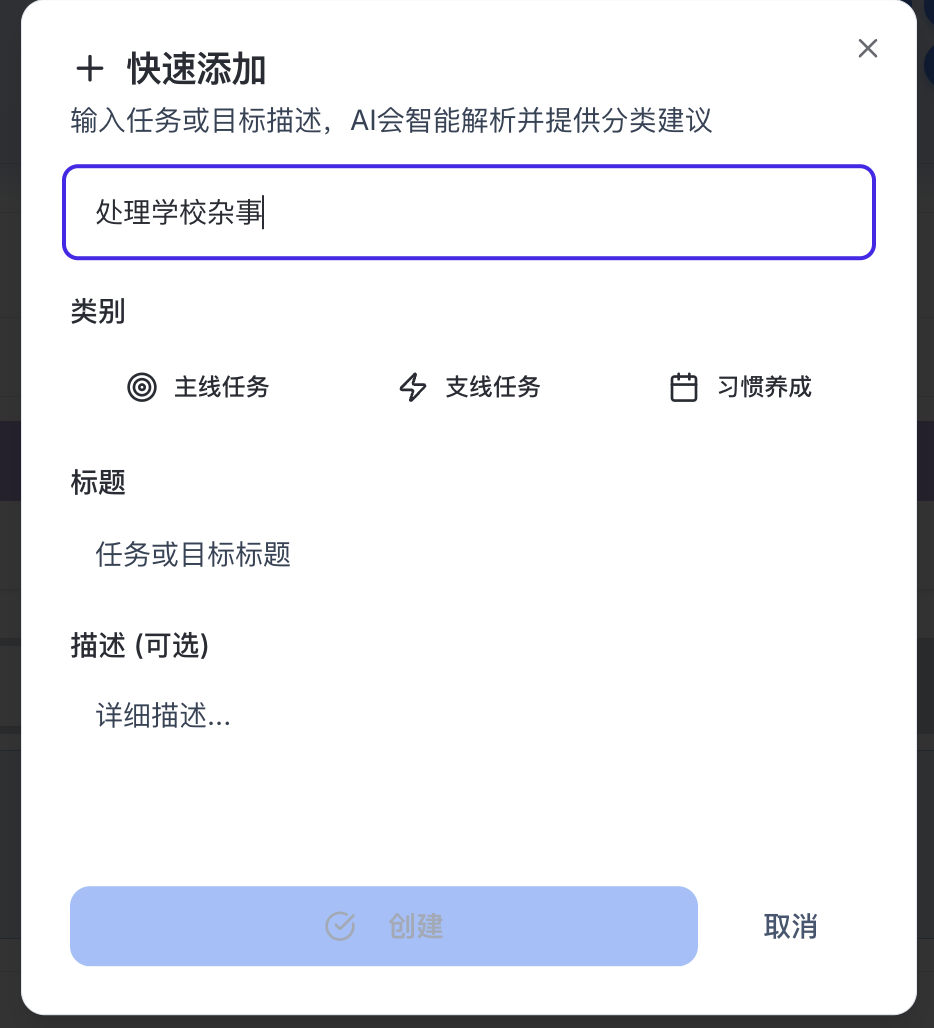 快速添加
输入任务或目标描述，AI会智能解析并提供分类建议
处理学校杂事
类别
主线任务 支线任务 习惯养成
标题
任务或目标标题
描述 (可选)
详细描述...
创建 取消